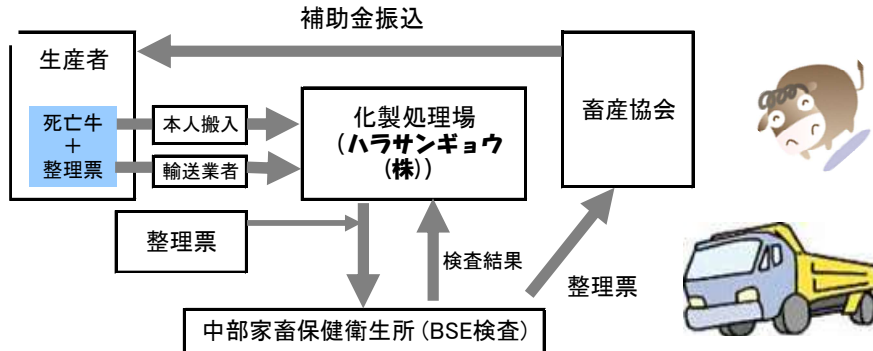 補助金振込
生産者
死亡牛
＋
整理票
本人搬入
輸送業者
化製処理場
(ハラサンギョウ
(株))
畜産協会
整理票
検査結果
整理票
中部家畜保健衛生所(BSE検査)